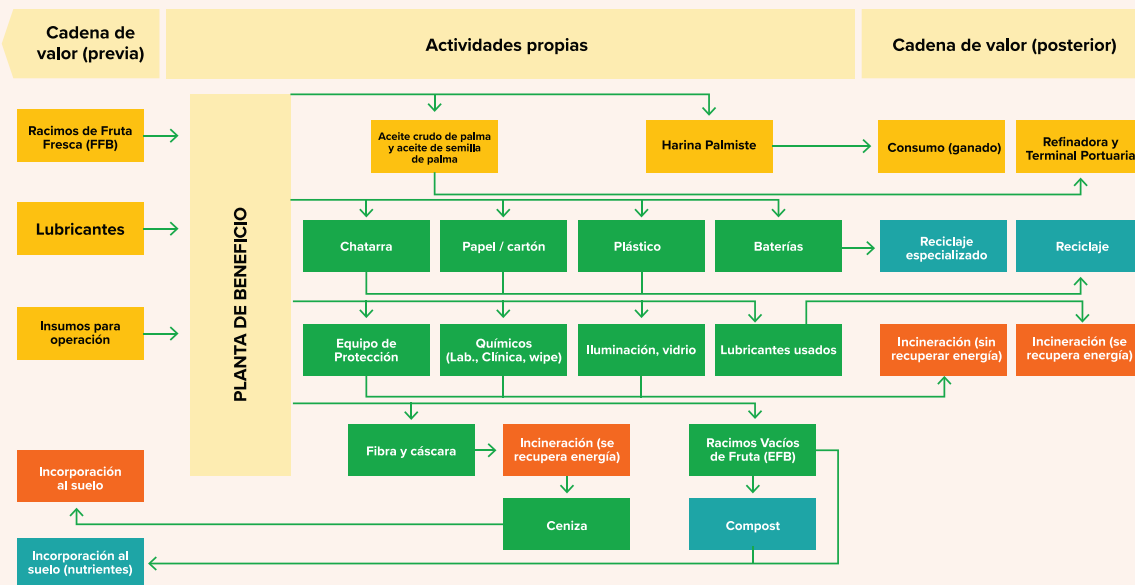 Cadena de
valor (previa)
Actividades propias
Cadena de valor (posterior)
Racimos de Fruta
Fresca (FFB)
Lubricantes
Insumos para
operación
PLANTA DE BENEFICIO
Aceite crudo de palma
y aceite de semilla
de palma
Harina Palmiste
Consumo (ganado)
Refinadora y
Terminal Portuaria
Chatarra
Papel / cartón
Plástico
Baterías
Reciclaje
especializado
Reciclaje
Equipo de
Protección
Químicos
(Lab., Clínica, wipe)
Iluminación, vidrio
Lubricantes usados
Incineración (sin
recuperar energía)
Incineración (se
recupera energía)
Fibra y cáscara
Incineración (se
recupera energía)
Racimos Vacíos
de Fruta (EFB)
Incorporación
al suelo
Ceniza
Compost
Incorporación al
suelo (nutrientes)